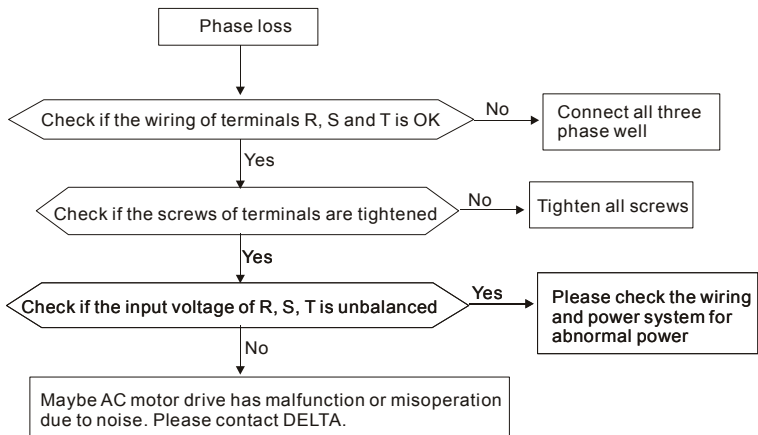 Phase loss
Check if the wiring of terminals R, S and T is OK
No
Connect all three
phase well
Yes
Check if the screws of terminals are tightened
No
Tighten all screws
Yes
Check if the input voltage of R, S, T is unbalanced
Yes
Please check the wiring
and power system for
abnormal power
No
Maybe AC motor drive has malfunction or misoperation
due to noise. Please contact DELTA.